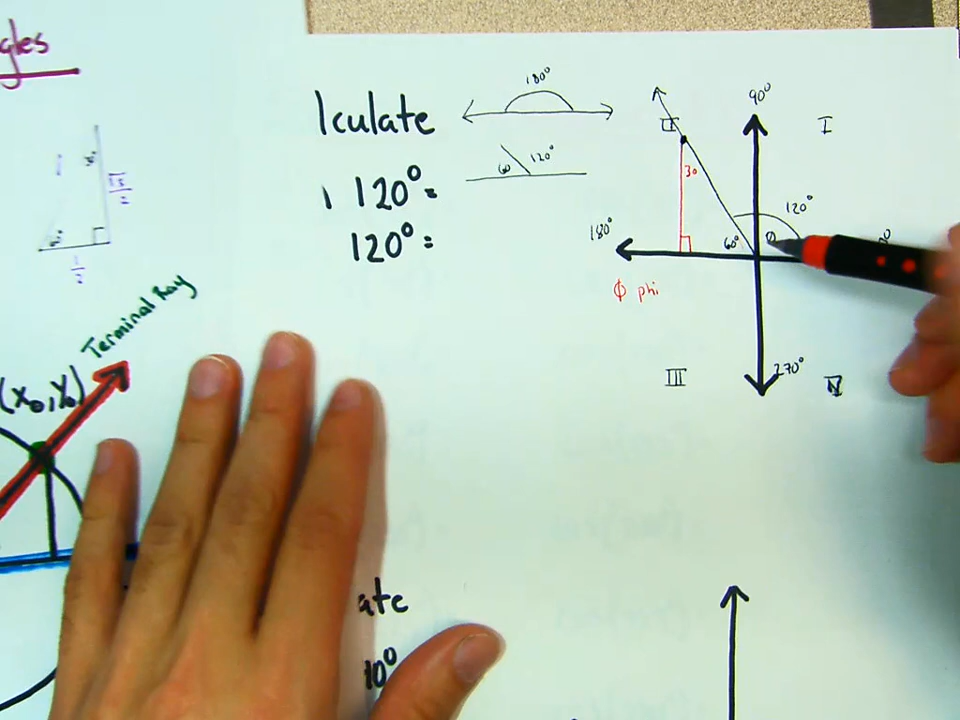 gles
1
30°
√3
2
60°
1
2
Terminal Ray
(x₀,y₀)
lculate
180°
120°=
60 120°
120°=
90°
II
I
30
120°
180°
60°
ϕ phi
III
270°
IV
ate
10°